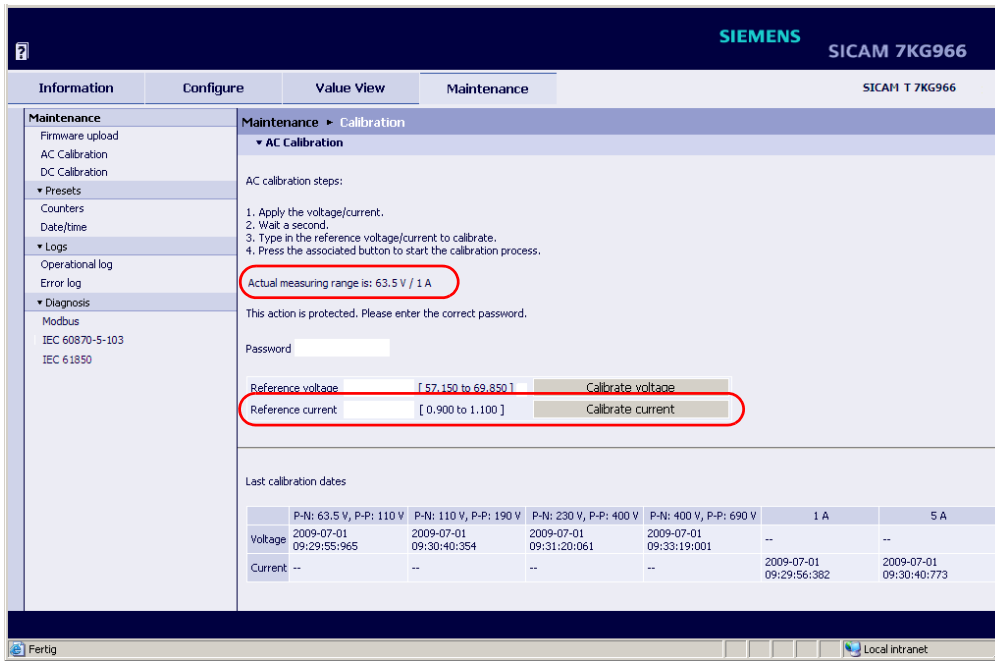 SIEMENS
SICAM 7KG966
?
Information Configure Value View Maintenance SICAM T 7KG966
Maintenance
Firmware upload
AC Calibration
DC Calibration
▾ Presets
Counters
Date/time
▾ Logs
Operational log
Error log
▾ Diagnosis
Modbus
IEC 60870-5-103
IEC 61850
Maintenance ► Calibration
▾ AC Calibration
AC calibration steps:
1. Apply the voltage/current.
2. Wait a second.
3. Type in the reference voltage/current to calibrate.
4. Press the associated button to start the calibration process.
Actual measuring range is: 63.5 V / 1 A
This action is protected. Please enter the correct password.
Password
Reference voltage [ 57.150 to 69.850 ] Calibrate voltage
Reference current [ 0.900 to 1.100 ] Calibrate current
Last calibration dates
P-N: 63.5 V, P-P: 110 V P-N: 110 V, P-P: 190 V P-N: 230 V, P-P: 400 V P-N: 400 V, P-P: 690 V 1 A 5 A
Voltage 2009-07-01 09:29:55:965 2009-07-01 09:30:40:354 2009-07-01 09:31:20:061 2009-07-01 09:33:19:001 -- --
Current -- -- -- -- 2009-07-01 09:29:56:382 2009-07-01 09:30:40:773
Fertig Local intranet